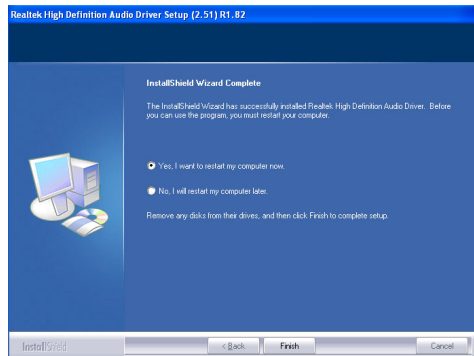 Realtek High Definition Audio Driver Setup (2.51) R1.82
InstallShield Wizard Complete
The InstallShield Wizard has successfully installed Realtek High Definition Audio Driver. Before
you can use the program, you must restart your computer.
Yes, I want to restart my computer now.
No, I will restart my computer later.
Remove any disks from their drives, and then click Finish to complete setup.
InstallShield
< Back
Finish
Cancel